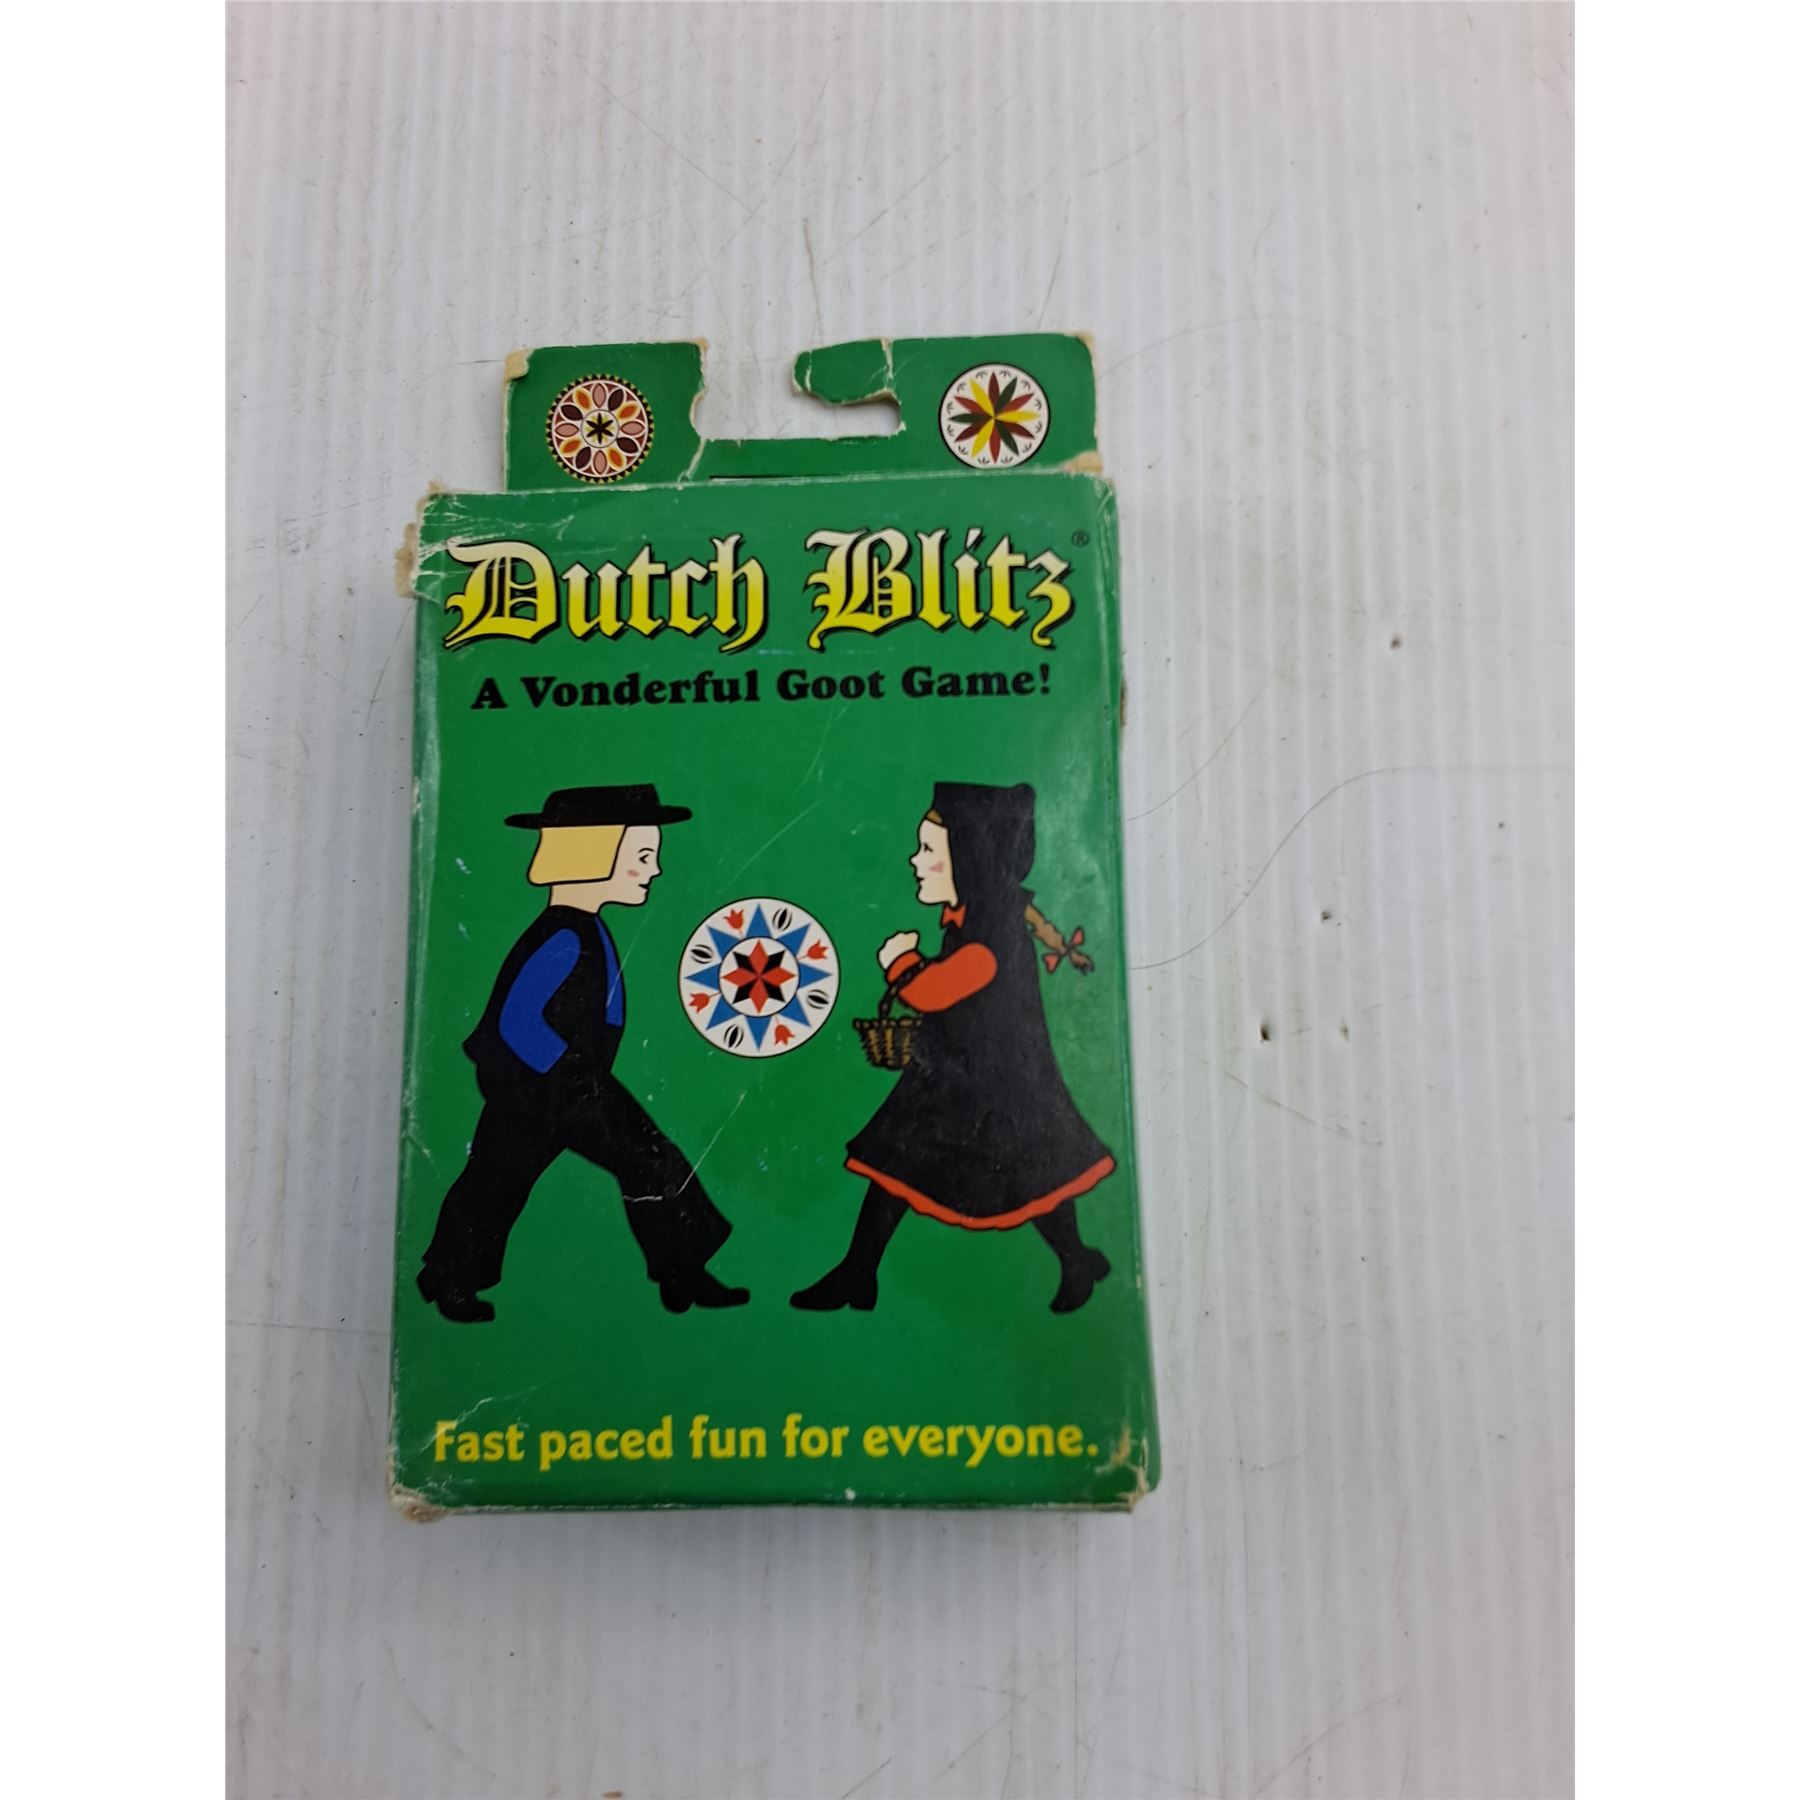 Dutch Blitz®
A Vonderful Goot Game!
Fast paced fun for everyone.